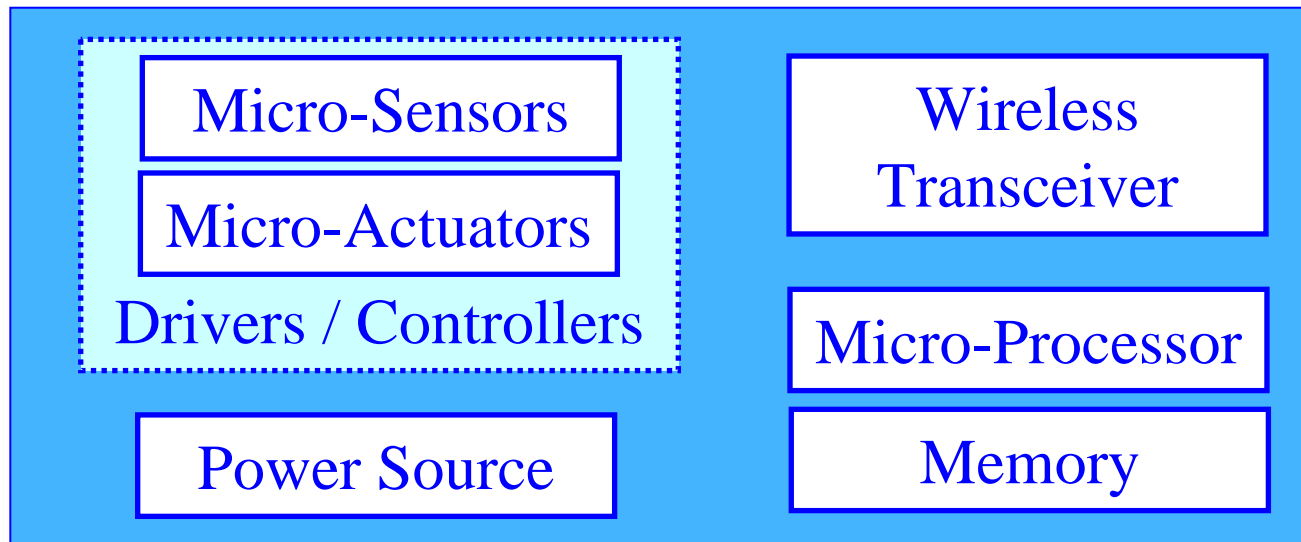 Micro-Sensors
Micro-Actuators
Drivers / Controllers
Power Source
Wireless
Transceiver
Micro-Processor
Memory